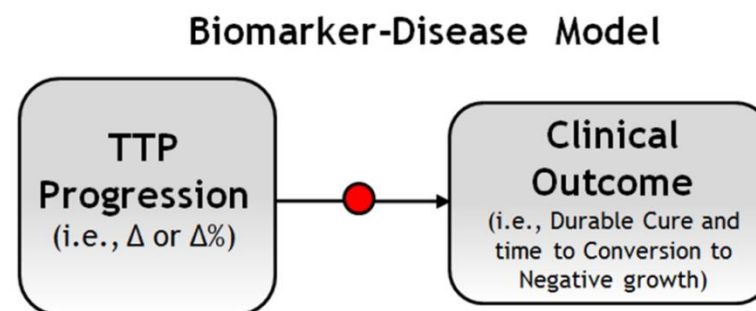 Biomarker-Disease Model
TTP
Progression
(i.e., Δ or Δ%)
Clinical
Outcome
(i.e., Durable Cure and
time to Conversion to
Negative growth)